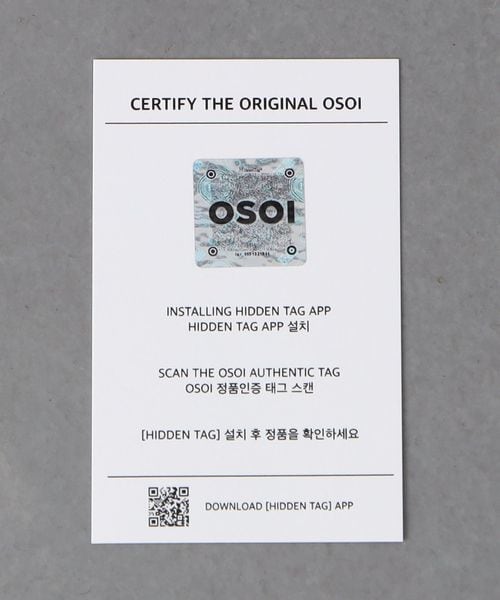 CERTIFY THE ORIGINAL OSOI
OSOI
INSTALLING HIDDEN TAG APP
HIDDEN TAG APP 설치
SCAN THE OSOI AUTHENTIC TAG
OSOI 정품인증 태그 스캔
[HIDDEN TAG] 설치 후 정품을 확인하세요
DOWNLOAD [HIDDEN TAG] APP